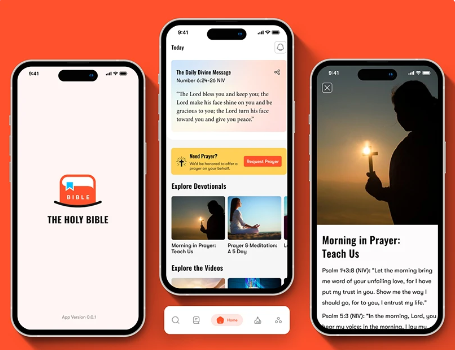 9:41
BIBLE
THE HOLY BIBLE
App Version 0.0.1
9:41
Today
The Daily Divine Message
Number 6:24-26 NIV
"The Lord bless you and keep you; the
Lord make his face shine on you and be
gracious to you; the Lord turn his face
toward you and give you peace."
Need Prayer?
We'd be honored to offer a
prayer on your behalf.
Request Prayer
Explore Devotionals
Morning in Prayer:
Teach Us
Prayer & Meditation:
A 5 Day
Explore the Videos
Home
9:41
Morning in Prayer:
Teach Us
Psalm 143:8 (NIV): "Let the morning bring
me word of your unfailing love, for I have
put my trust in you. Show me the way I
should go, for to you, I entrust my life."
Psalm 5:3 (NIV): "In the morning, Lord, you
hear my voice; in the morning, I lay my